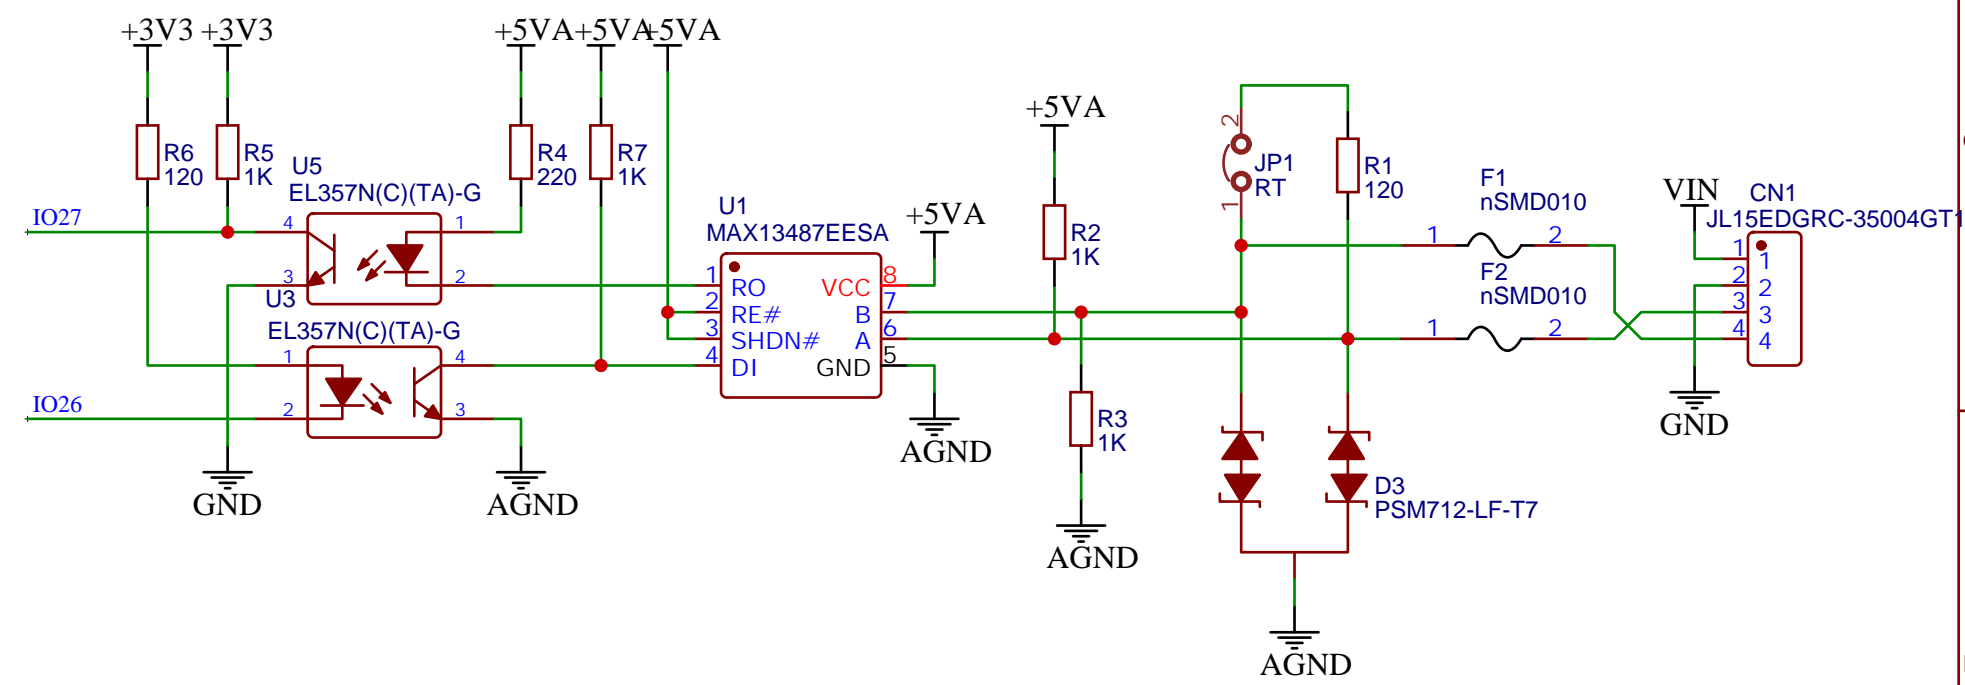 +3V3 +3V3
+5VA +5VA +5VA
R6
120
R5
1K
U5
EL357N(C)(TA)-G
IO27
4
3
1
2
U3
EL357N(C)(TA)-G
IO26
1
2
4
3
GND
AGND
R4
220
R7
1K
U1
MAX13487EESA
1 RO
2 RE#
3 SHDN#
4 DI
VCC 8
B 7
A 6
GND 5
+5VA
AGND
+5VA
R2
1K
R3
1K
AGND
2
JP1
RT
1
R1
120
D3
PSM712-LF-T7
AGND
F1
nSMD010
1 2
F2
nSMD010
1 2
VIN
CN1
JL15EDGRC-35004GT1
1 1
2 2
3 3
4 4
GND